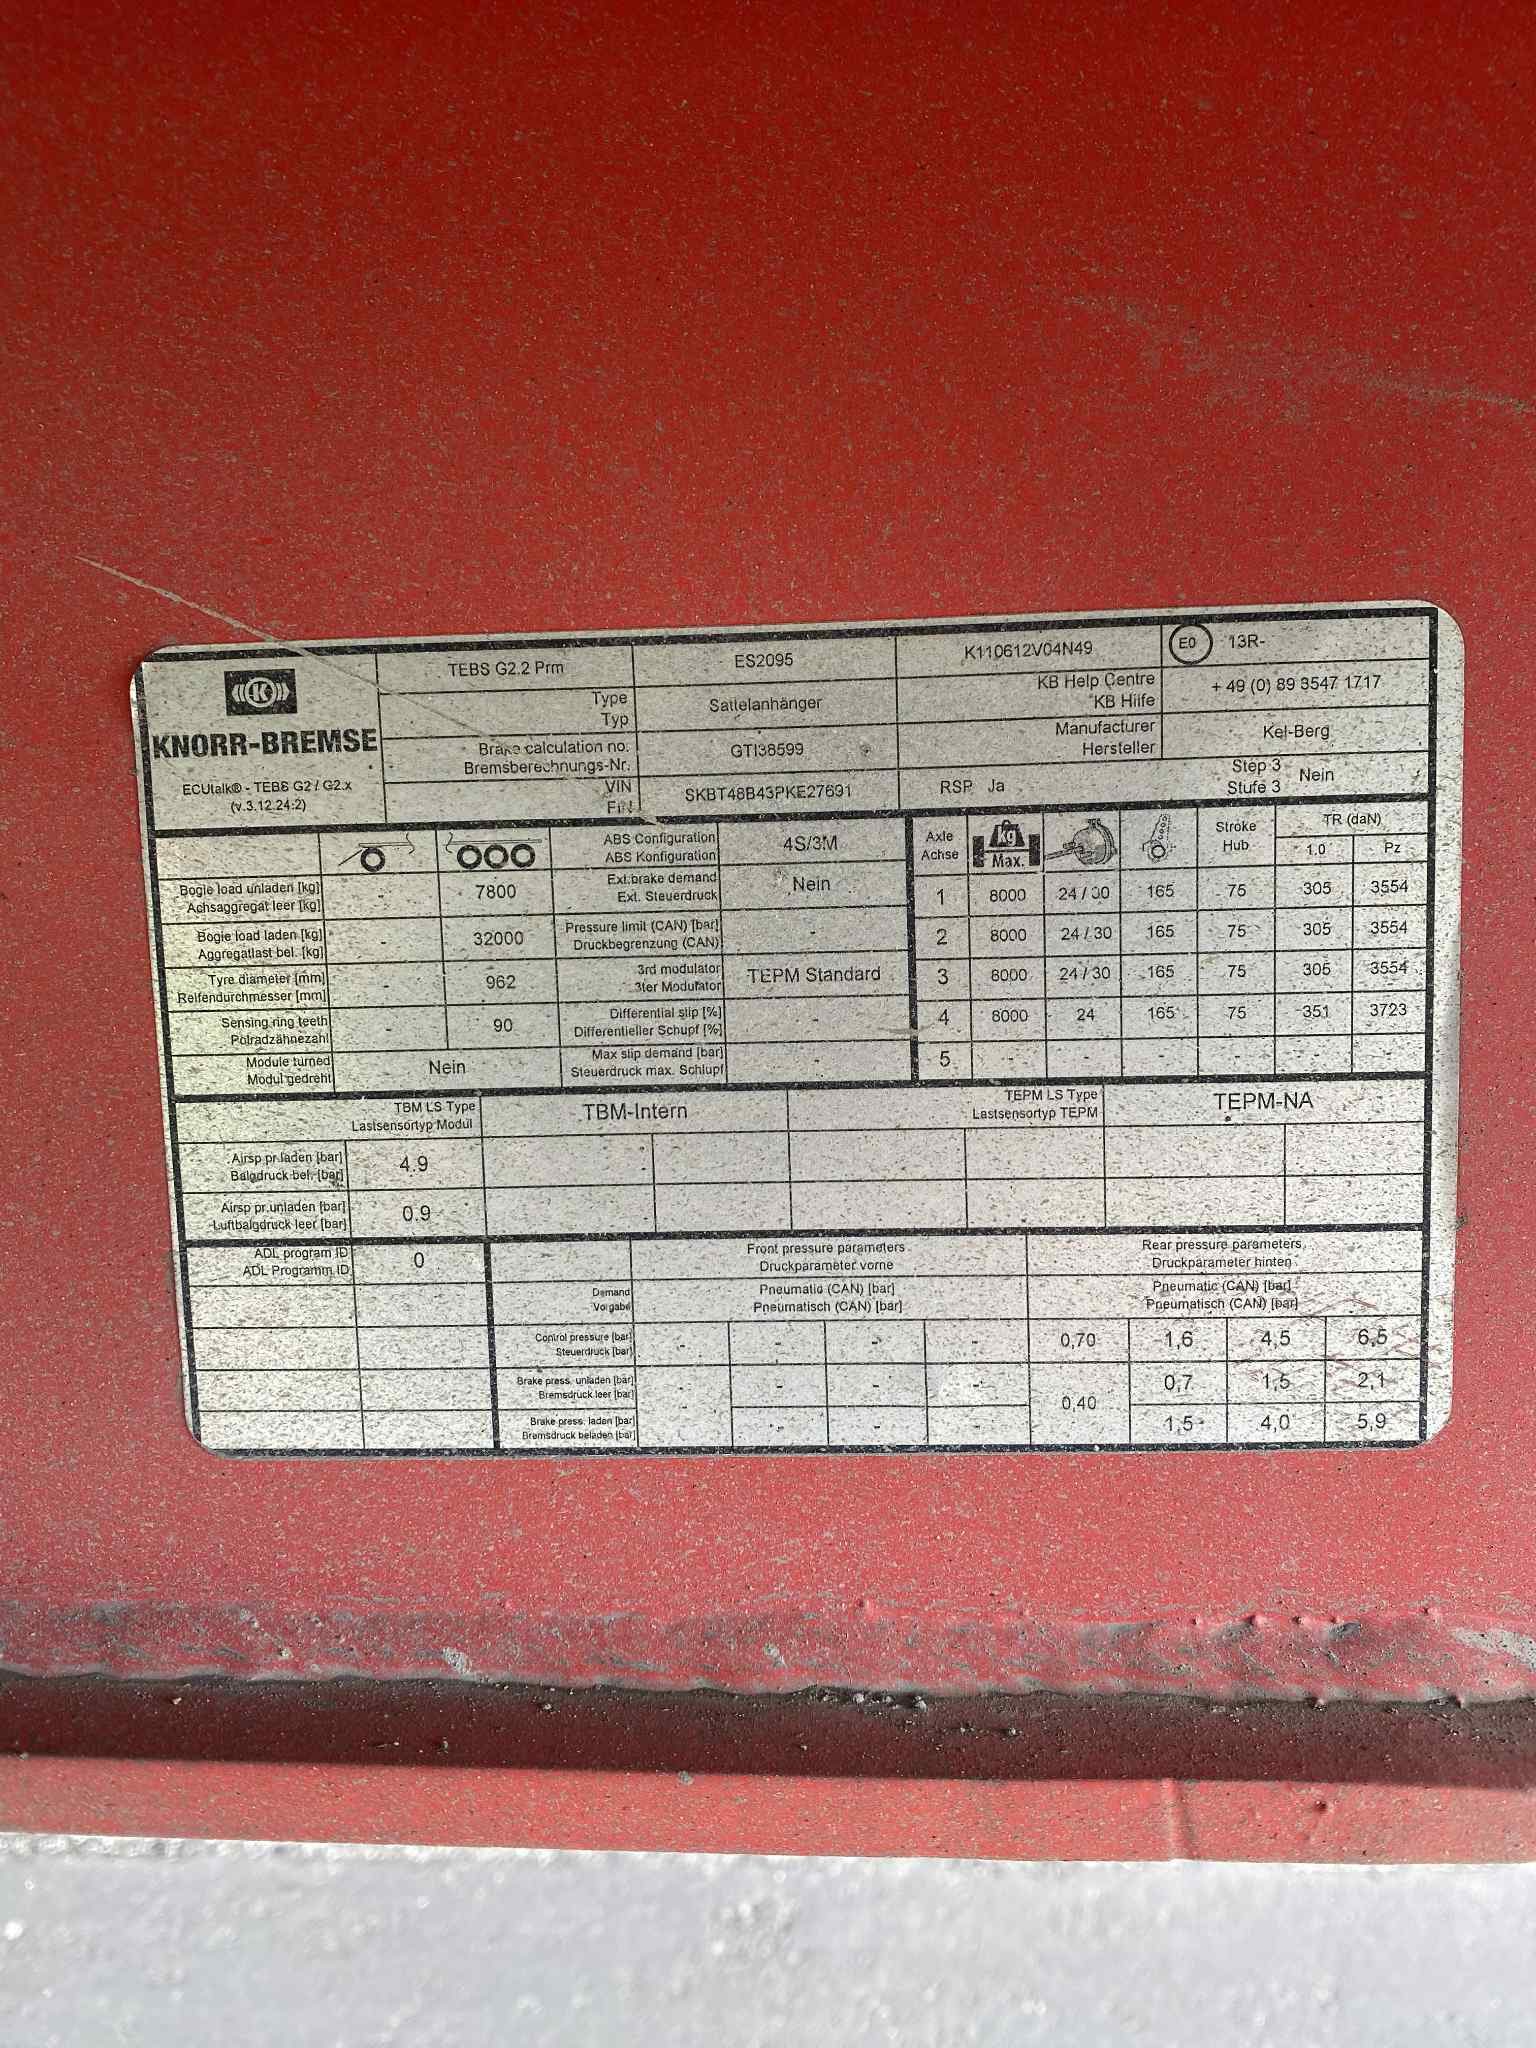 TEBS G2.2 Prm ES2095 K110612V04N49 E0 13R-
KNORR-BREMSE
ECUtalk® - TEBS G2 / G2.x
(v.3.12.24:2)
Type Sattelanhänger KB Help Centre + 49 (0) 89 3547 1717
Typ KB Hilfe
Brake calculation no. GTI38599 Manufacturer Kel-Berg
Bremsberechnungs-Nr. Hersteller
VIN SKBT48B43PKE27691 RSP Ja Step 3 Nein
FIN Stufe 3
ABS Configuration 4S/3M
ABS Konfiguration
Axle kg Stroke TR (daN)
Achse Max. Hub 1.0 Pz
Bogie load unladen [kg] - 7800 Ext.brake demand Nein
Achsaggregat leer [kg] Ext. Steuerdruck
1 8000 24 / 30 165 75 305 3554
Bogie load laden [kg] - 32000 Pressure limit (CAN) [bar] -
Aggregatlast bel. [kg] Druckbegrenzung (CAN)
2 8000 24 / 30 165 75 305 3554
Tyre diameter [mm] - 962 3rd modulator TEPM Standard
Reifendurchmesser [mm] 3ter Modulator
3 8000 24 / 30 165 75 305 3554
Sensing ring teeth - 90 Differential slip [%] -
Polradzähnezahl Differentieller Schupf [%]
4 8000 24 165 75 351 3723
Module turned Nein Max slip demand [bar] -
Modul gedreht Steuerdruck max. Schlupf
5 - - - - - -
TBM LS Type TBM-Intern TEPM LS Type TEPM-NA
Lastsensortyp Modul Lastsensortyp TEPM
Airsp pr.laden [bar] 4.9
Balgdruck bel. [bar]
Airsp pr.unladen [bar] 0.9
Luftbalgdruck leer [bar]
ADL program ID 0
ADL Programm ID
Front pressure parameters Rear pressure parameters
Druckparameter vorne Druckparameter hinten
Demand Pneumatic (CAN) [bar] Pneumatic (CAN) [bar]
Vorgabe Pneumatisch (CAN) [bar] Pneumatisch (CAN) [bar]
Control pressure [bar] - - - - 0,70 1,6 4,5 6,5
Steuerdruck [bar]
Brake press. unladen [bar] - - - - 0,40 0,7 1,5 2,1
Bremsdruck leer [bar]
Brake press. laden [bar] - - - 1,5 4,0 5,9
Bremsdruck beladen [bar]